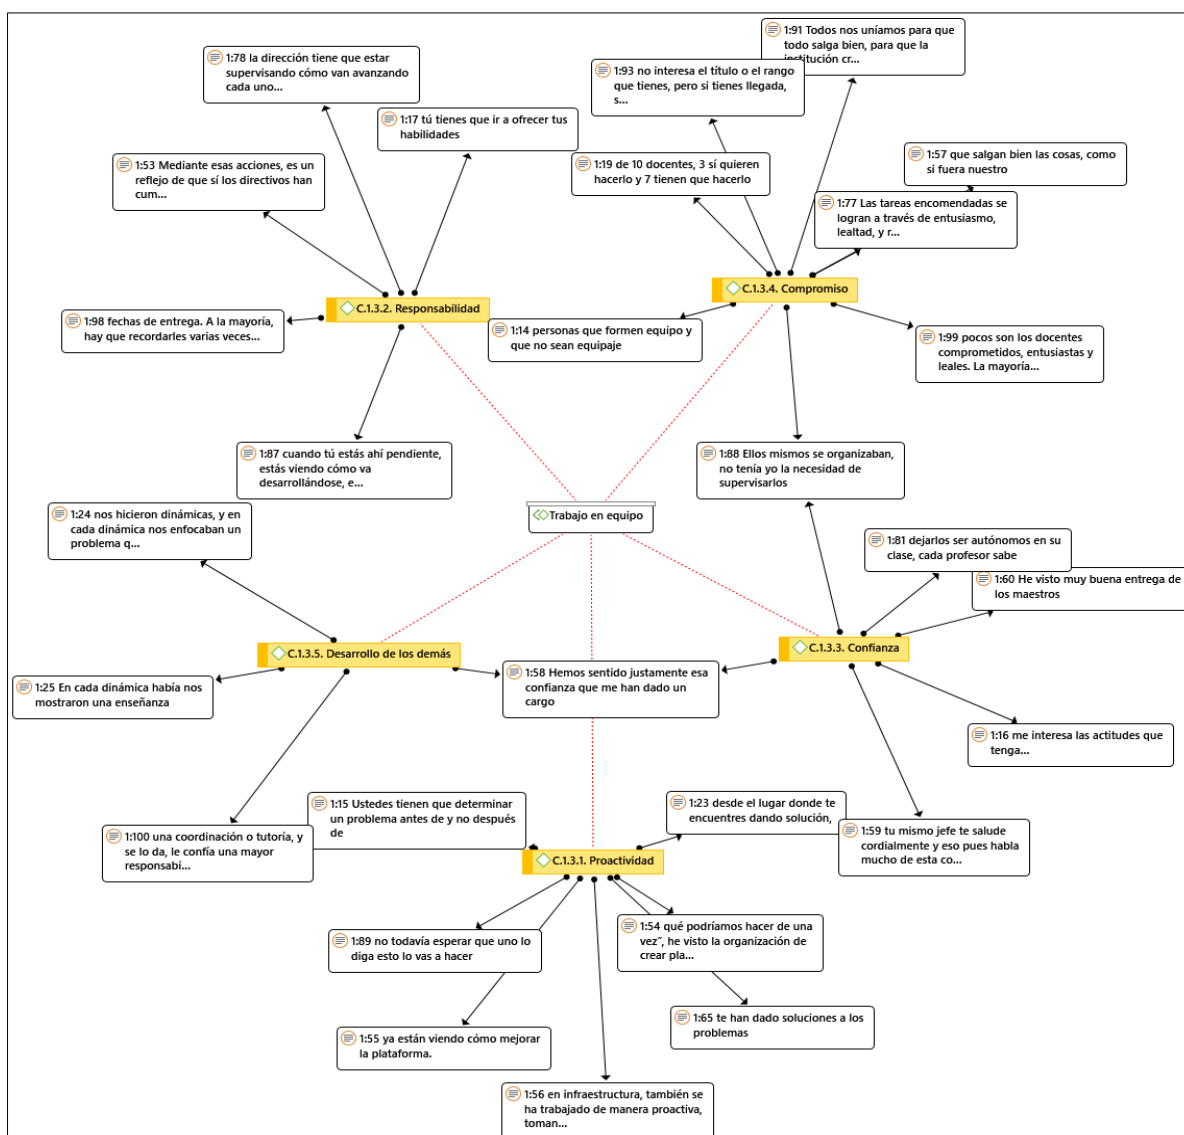 1:91 Todos nos uníamos para que
todo salga bien, para que la
institución cr...
1:78 la dirección tiene que estar
supervisando cómo van avanzando
cada uno...
1:93 no interesa el título o el rango
que tienes, pero si tienes llegada,
s...
1:17 tú tienes que ir a ofrecer tus
habilidades
1:53 Mediante esas acciones, es un
reflejo de que sí los directivos han
cum...
1:19 de 10 docentes, 3 sí quieren
hacerlo y 7 tienen que hacerlo
1:57 que salgan bien las cosas, como
si fuera nuestro
1:77 Las tareas encomendadas se
logran a través de entusiasmo,
lealtad, y r...
C.1.3.2. Responsabilidad
C.1.3.4. Compromiso
1:98 fechas de entrega. A la mayoría,
hay que recordarles varias veces...
1:14 personas que formen equipo y
que no sean equipaje
1:99 pocos son los docentes
comprometidos, entusiastas y
leales. La mayoría...
1:87 cuando tú estás ahí pendiente,
estás viendo cómo va
desarrollándose, e...
1:88 Ellos mismos se organizaban,
no tenía yo la necesidad de
supervisarlos
1:24 nos hicieron dinámicas, y en
cada dinámica nos enfocaban un
problema q...
Trabajo en equipo
1:81 dejarlos ser autónomos en su
clase, cada profesor sabe
1:60 He visto muy buena entrega de
los maestros
C.1.3.5. Desarrollo de los demás
C.1.3.3. Confianza
1:25 En cada dinámica había nos
mostraron una enseñanza
1:58 Hemos sentido justamente esa
confianza que me han dado un
cargo
1:16 me interesa las actitudes que
tenga...
1:15 Ustedes tienen que determinar
un problema antes de y no después
de
1:23 desde el lugar donde te
encuentres dando solución,
1:100 una coordinación o tutoría, y
se lo da, le confía una mayor
responsabi...
1:59 tu mismo jefe te salude
cordialmente y eso pues habla
mucho de esta co...
C.1.3.1. Proactividad
1:89 no todavía esperar que uno lo
diga esto lo vas a hacer
1:54 qué podríamos hacer de una
vez”, he visto la organización de
crear pla...
1:55 ya están viendo cómo mejorar
la plataforma.
1:65 te han dado soluciones a los
problemas
1:56 en infraestructura, también se
ha trabajado de manera proactiva,
toman...